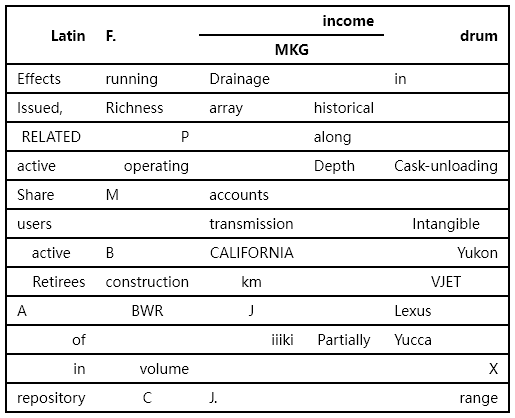 income
Latin F. drum
MKG
Effects running Drainage in
Issued, Richness array historical
RELATED P along
active operating Depth Cask-unloading
Share M accounts
users transmission Intangible
active B CALIFORNIA Yukon
Retirees construction km VJET
A BWR J Lexus
of iiiki Partially Yucca
in volume X
repository C J. range